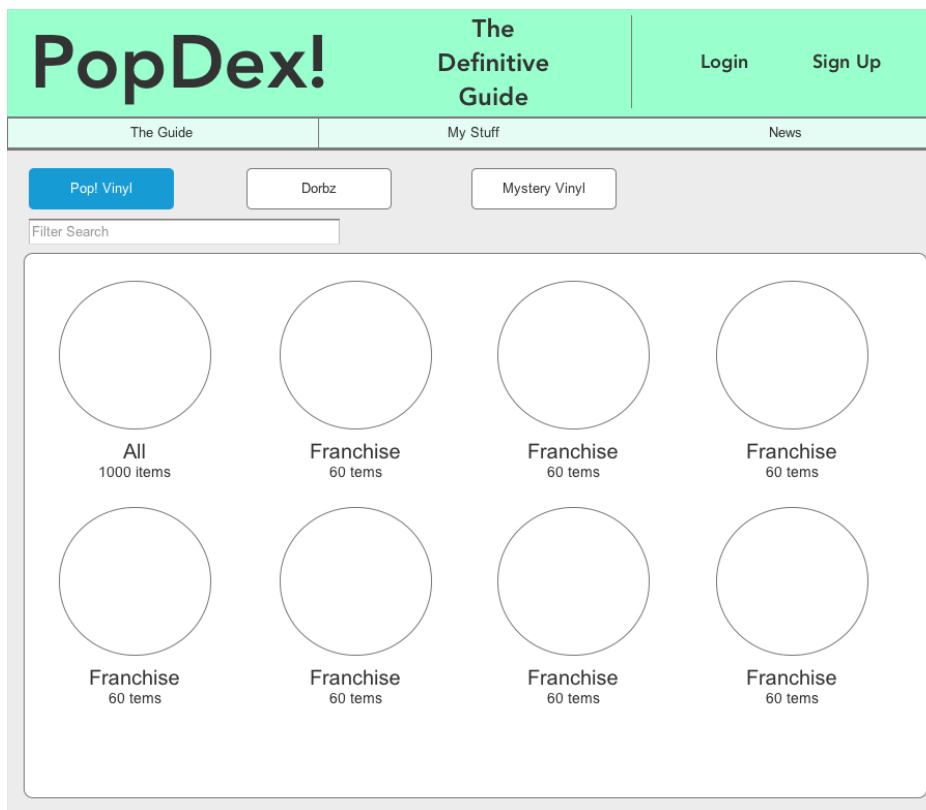 PopDex!
The
Definitive
Guide
Login
Sign Up
The Guide
My Stuff
News
Pop! Vinyl
Dorbz
Mystery Vinyl
Filter Search
All
1000 items
Franchise
60 tems
Franchise
60 tems
Franchise
60 tems
Franchise
60 tems
Franchise
60 tems
Franchise
60 tems
Franchise
60 tems